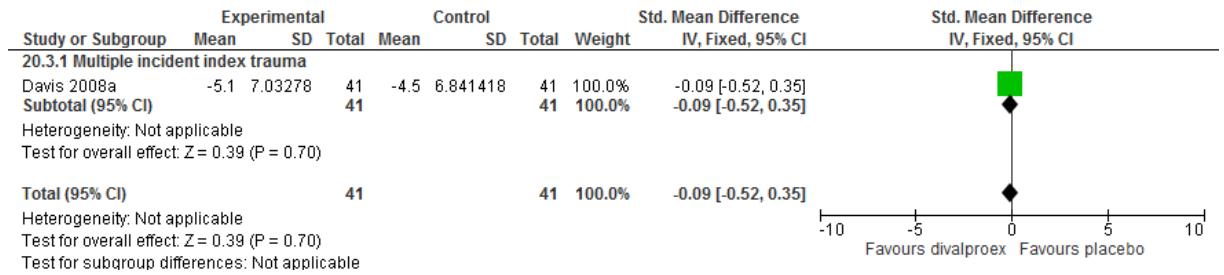 Experimental Control Std. Mean Difference Std. Mean Difference
Study or Subgroup Mean SD Total Mean SD Total Weight IV, Fixed, 95% CI IV, Fixed, 95% CI
20.3.1 Multiple incident index trauma
Davis 2008a -5.1 7.03278 41 -4.5 6.841418 41 100.0% -0.09 [-0.52, 0.35]
Subtotal (95% CI) 41 41 100.0% -0.09 [-0.52, 0.35]
Heterogeneity: Not applicable
Test for overall effect: Z = 0.39 (P = 0.70)
Total (95% CI) 41 41 100.0% -0.09 [-0.52, 0.35]
Heterogeneity: Not applicable
Test for overall effect: Z = 0.39 (P = 0.70)
Test for subgroup differences: Not applicable
-10 -5 0 5 10
Favours divalproex Favours placebo